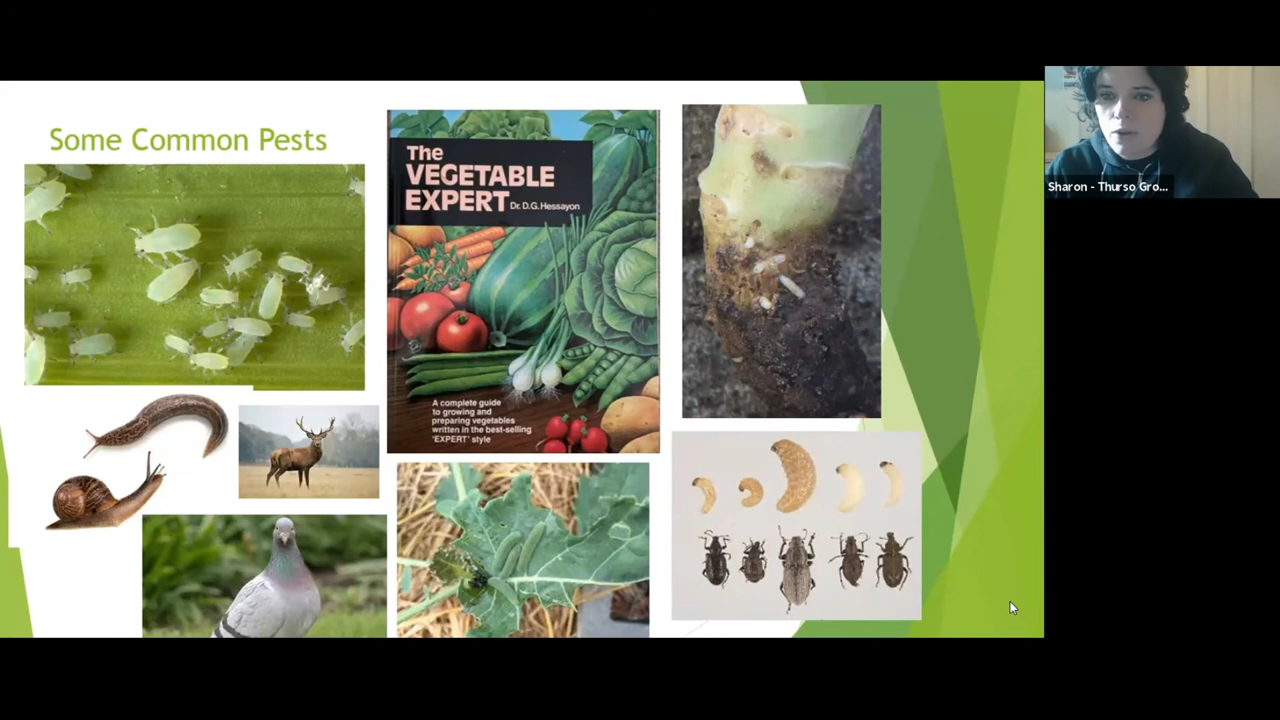 Some Common Pests
The
VEGETABLE
EXPERT Dr. D.G. Hessayon
A complete guide
to growing and
preparing vegetables
written in the best-selling
'EXPERT' style
Sharon - Thurso Gro...